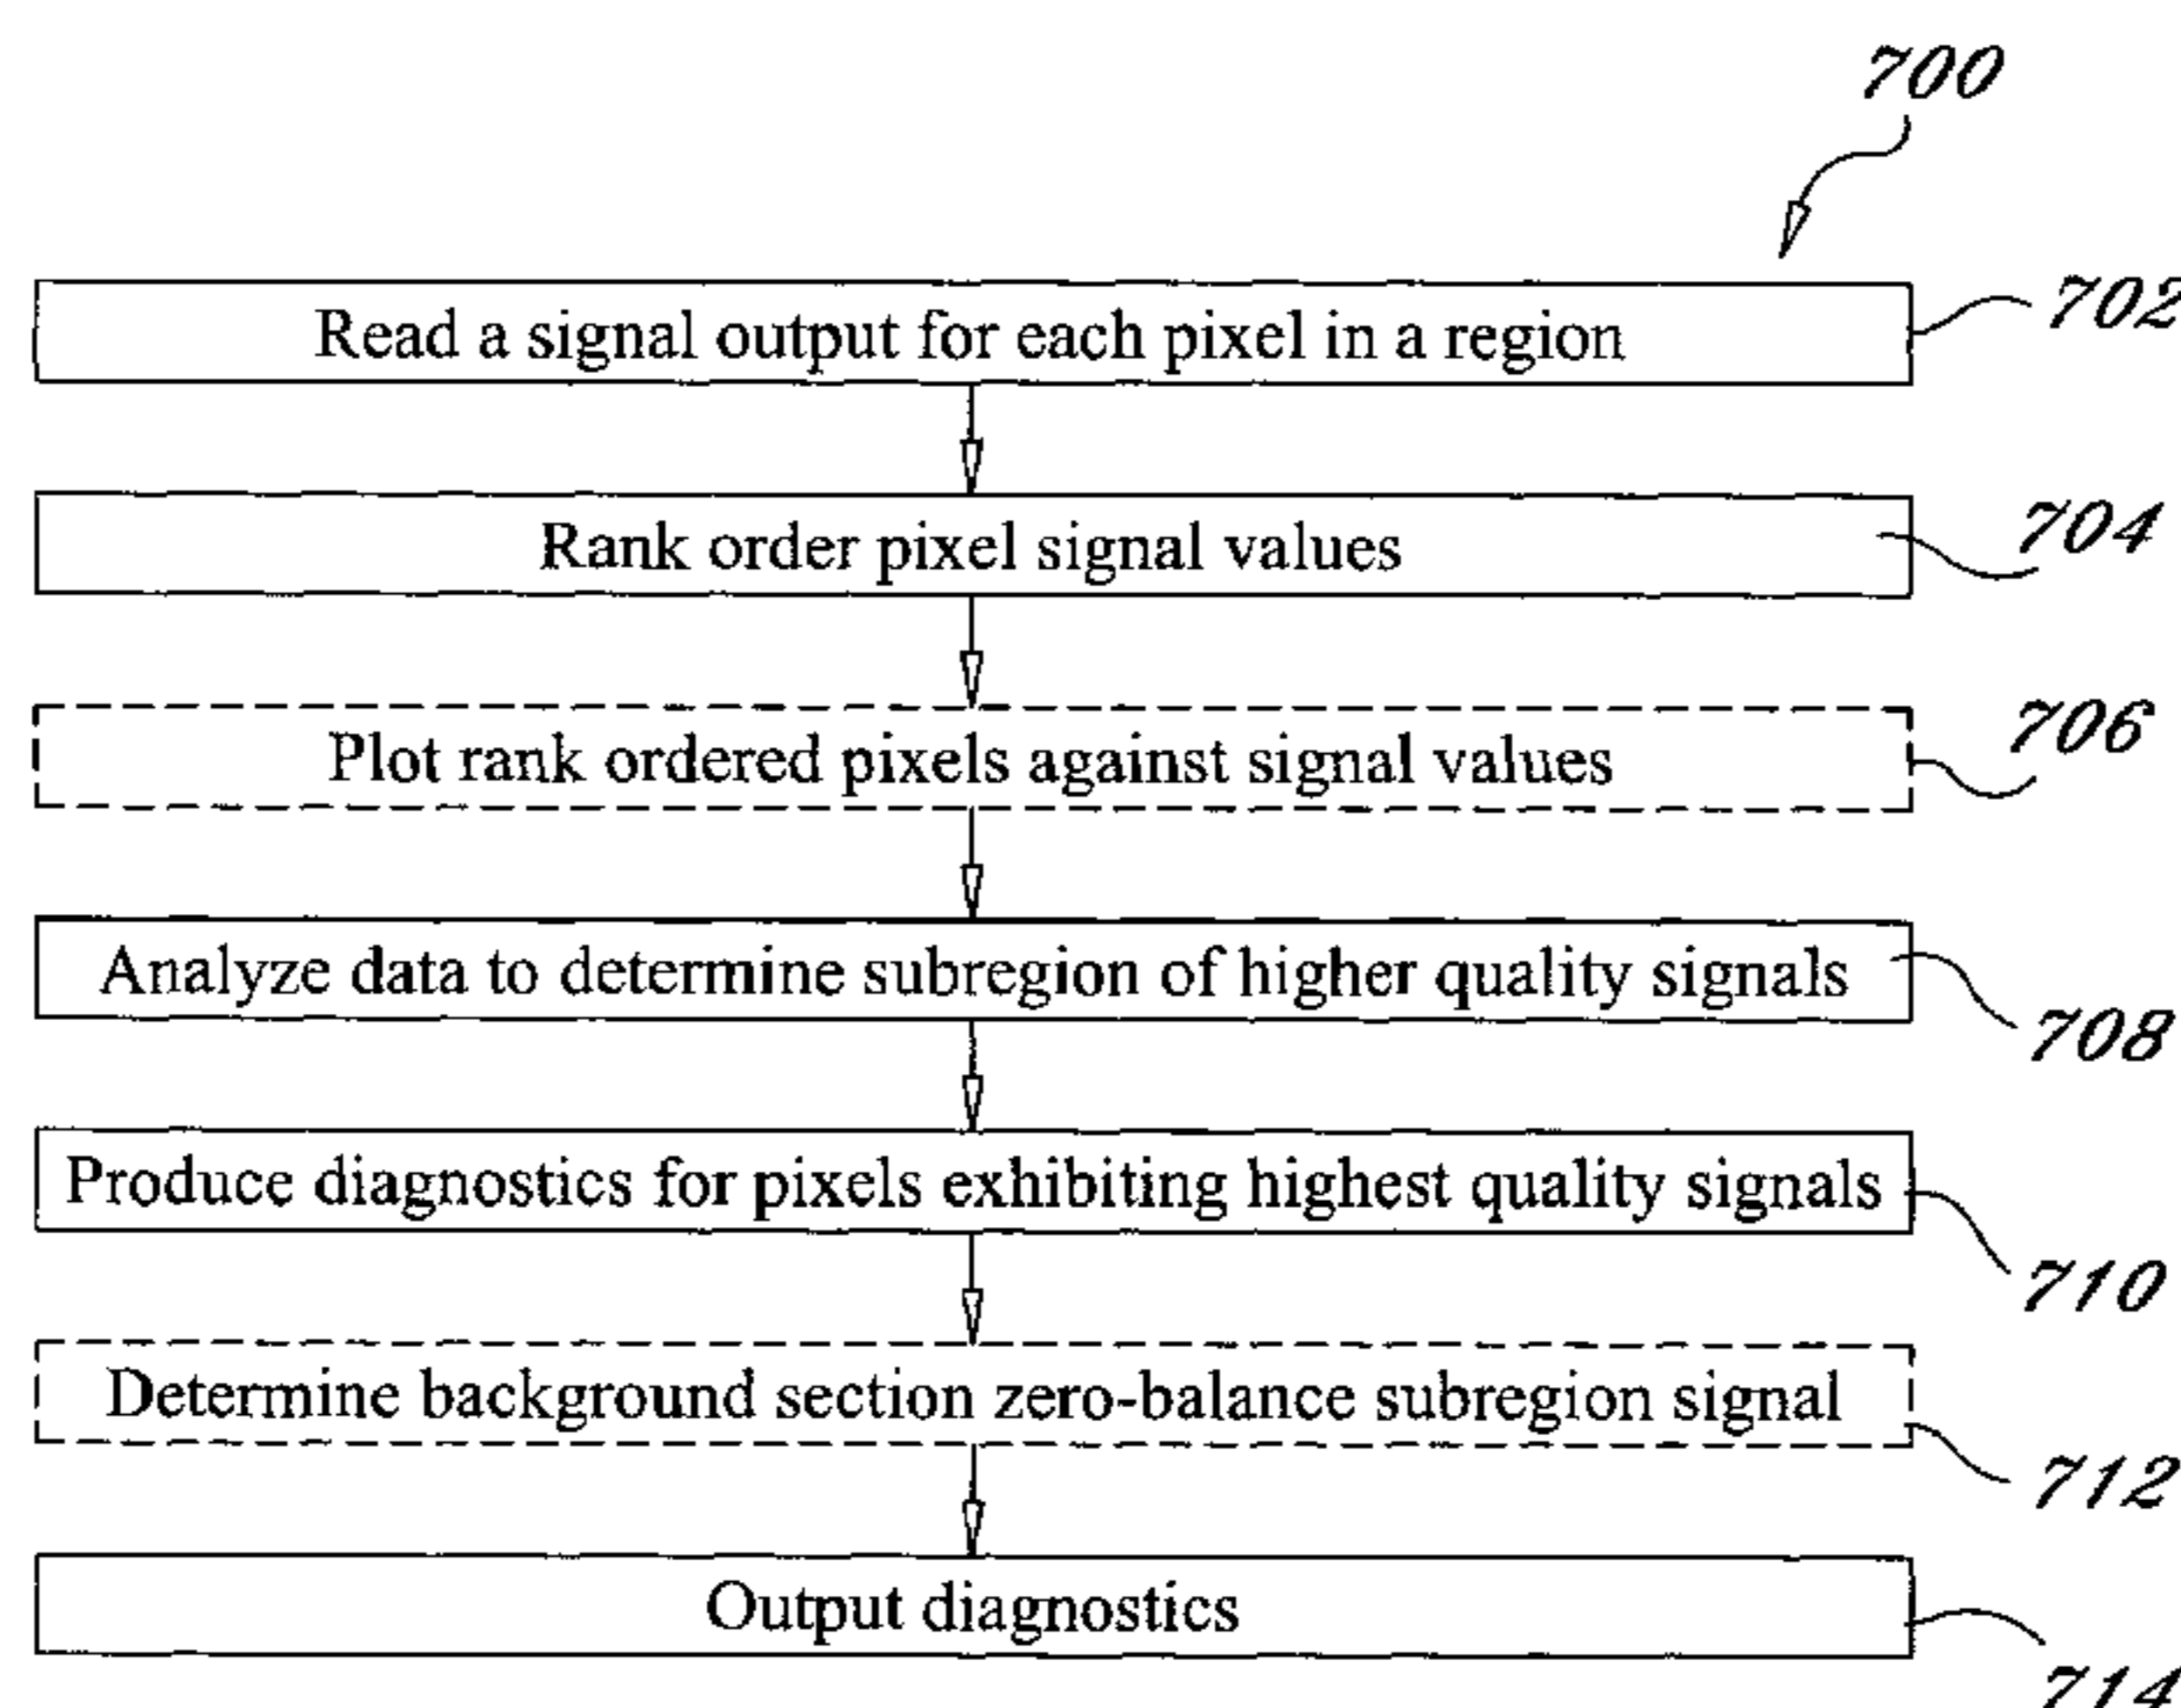 700
Read a signal output for each pixel in a region
702
Rank order pixel signal values
704
Plot rank ordered pixels against signal values
706
Analyze data to determine subregion of higher quality signals
708
Produce diagnostics for pixels exhibiting highest quality signals
710
Determine background section zero-balance subregion signal
712
Output diagnostics
714